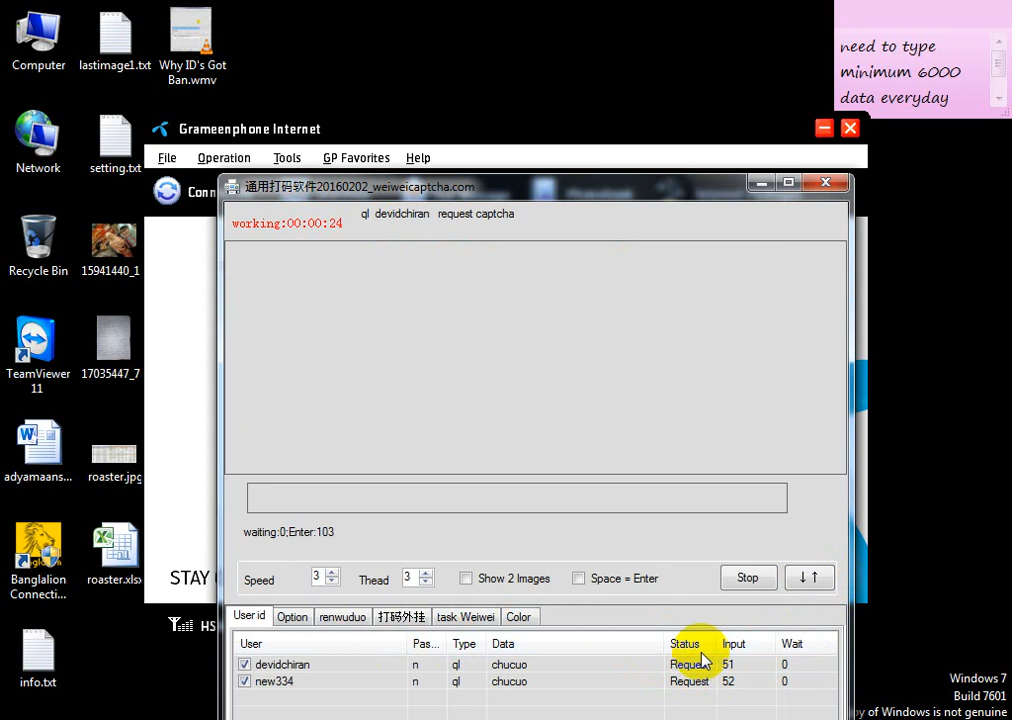 Computer
lastimage1.txt
Why ID's Got
Ban.wmv
need to type
minimum 6000
data everyday
Network
setting.txt
Grameenphone Internet
File Operation Tools GP Favorites Help
Conn
通用打码软件20160202_weiweicaptcha.com
working:00:00:24
ql devidchiran request captcha
Recycle Bin
15941440_1
TeamViewer
11
17035447_7
adyamaans...
roaster.jpg
waiting:0;Enter:103
Banglalion
Connecti...
roaster.xlsx
STAY
Speed 3 Thead 3 Show 2 Images Space = Enter Stop ↓↑
HS
User id Option renwuduo 打码外挂 task Weiwei Color
User Pas... Type Data Status Input Wait
devidchiran n ql chucuo Request 51 0
new334 n ql chucuo Request 52 0
info.txt
Windows 7
Build 7601
py of Windows is not genuine